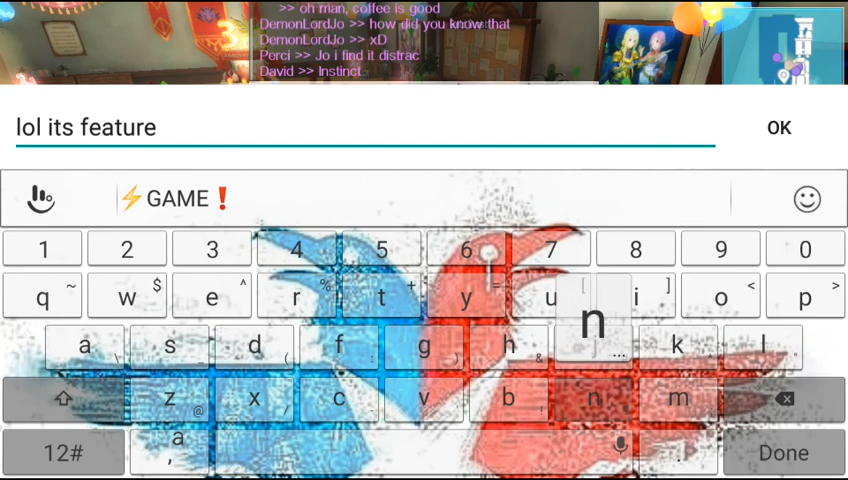 >> oh man, coffee is good
DemonLordJo >> how did you know that
DemonLordJo >> xD
Perci >> Jo i find it distrac
David >> Instinct
3rd
lol its feature
OK
⚡GAME❗
1 2 3 4 5 6 7 8 9 0
q ~ w $ e ^ r % t + y = u [ i ] o < p >
a \ s _ d ( f : g ) h & j ... k l
z @ x / c v b ! n m
n
12# a , . Done